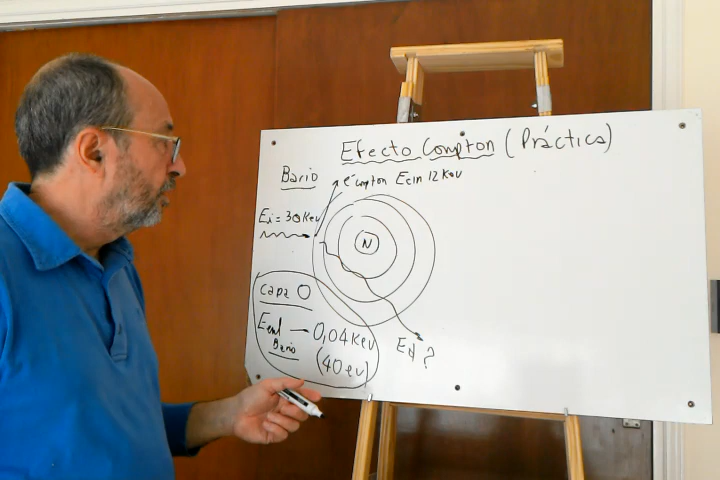 Efecto Compton (Práctica)
Bario
e⁻ compton Ecin 12 Kev
Ei = 30 Kev
N
Capa O
Eenl → 0,04 Kev
Bario
(40 ev)
Ed ?